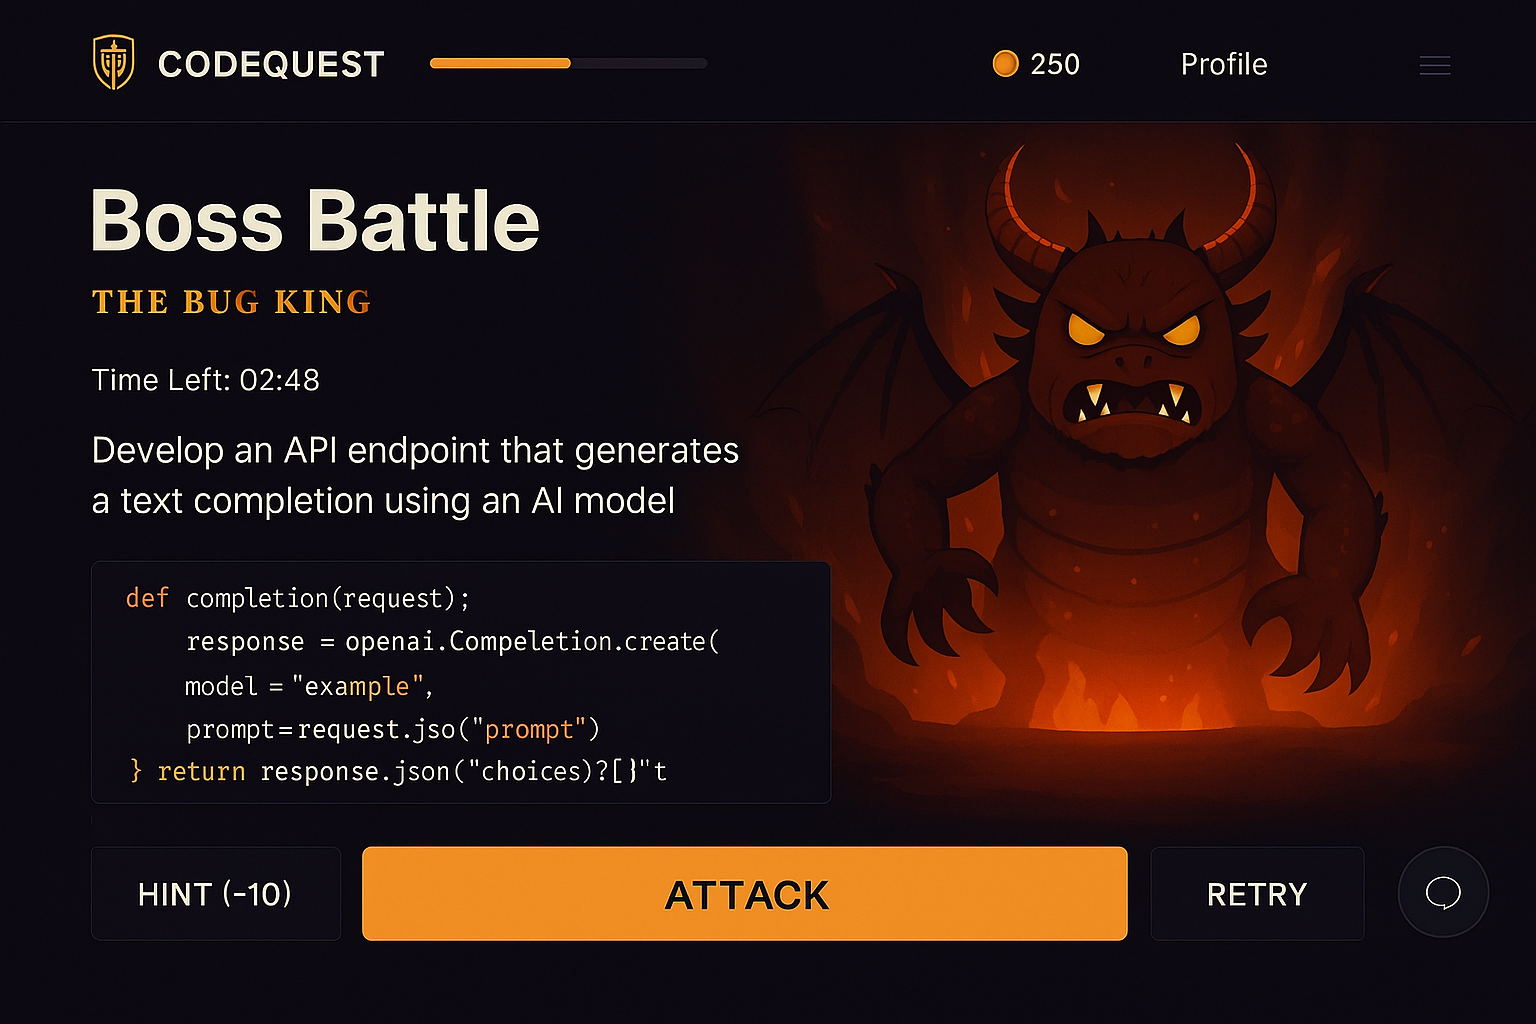 CODEQUEST
250
Profile
Boss Battle
THE BUG KING
Time Left: 02:48
Develop an API endpoint that generates
a text completion using an AI model
def completion(request);
response = openai.Compeletion.create(
model = "example",
prompt=request.jso("prompt")
} return response.json("choices)?[}"t
HINT (-10)
ATTACK
RETRY